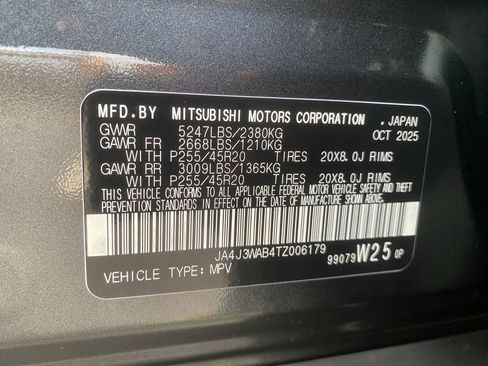 MFD.BY MITSUBISHI MOTORS CORPORATION , JAPAN
GVWR 5247LBS/2380KG OCT 2025
GAWR FR 2668LBS/1210KG
WITH P255/45R20 TIRES 20X8.0J RIMS
GAWR RR 3009LBS/1365KG
WITH P255/45R20 TIRES 20X8.0J RIMS
THIS VEHICLE CONFORMS TO ALL APPLICABLE FEDERAL MOTOR VEHICLE SAFETY AND THEFT
PREVENTION STANDARDS IN EFFECT ON THE DATE OF MANUFACTURE SHOWN ABOVE.
JA4J3WAB4TZ006179
VEHICLE TYPE: MPV 99079 W25 0P